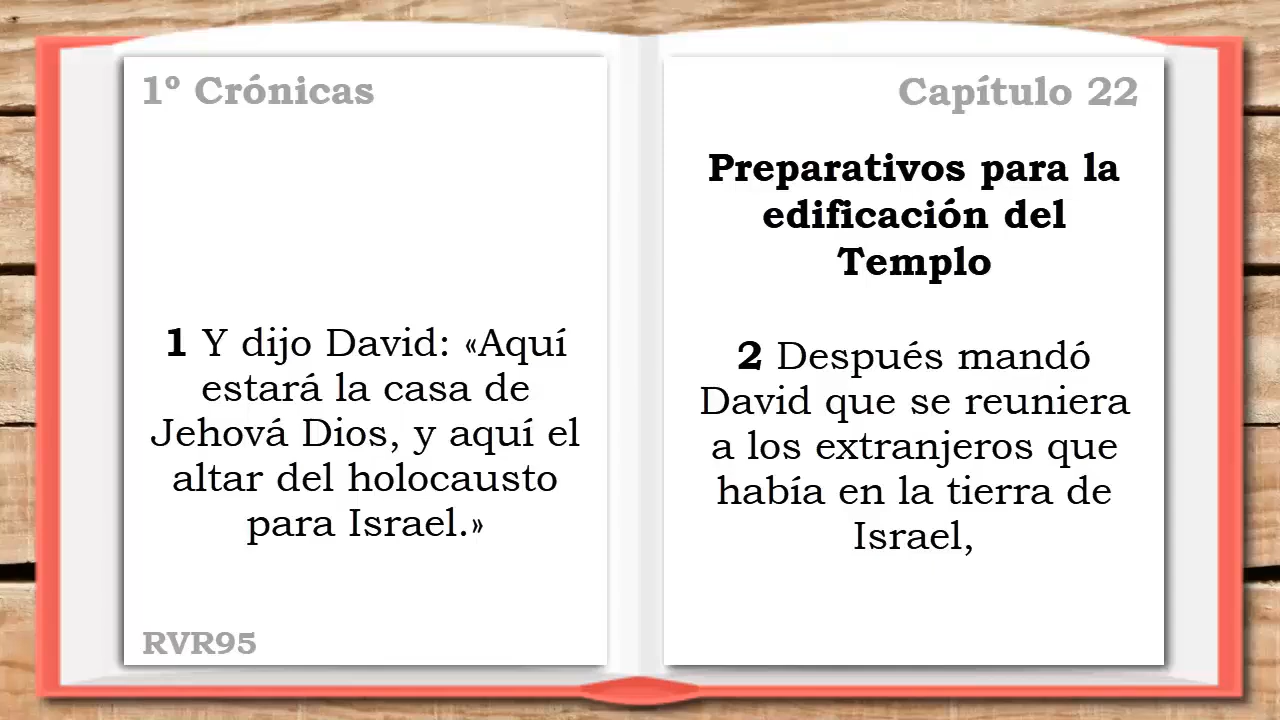 1º Crónicas
1 Y dijo David: «Aquí
estará la casa de
Jehová Dios, y aquí el
altar del holocausto
para Israel.»
RVR95
Capítulo 22
Preparativos para la
edificación del
Templo
2 Después mandó
David que se reuniera
a los extranjeros que
había en la tierra de
Israel,